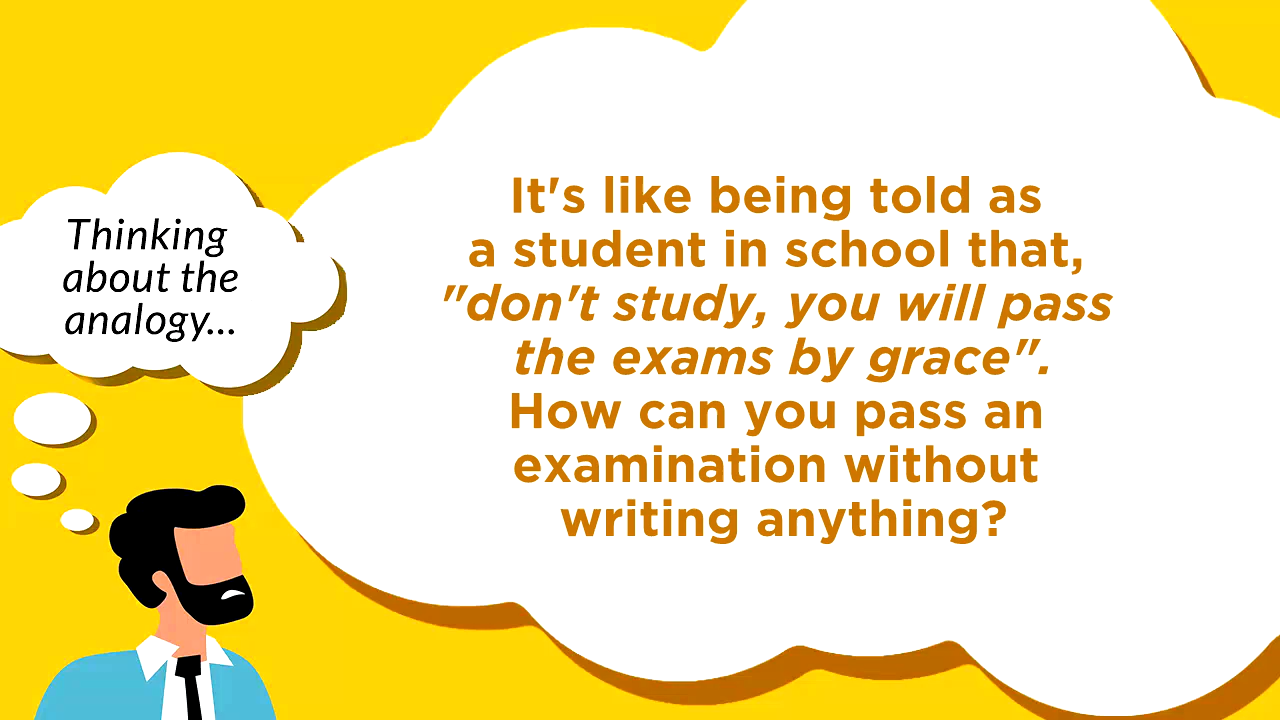 Thinking
about the
analogy...
It's like being told as
a student in school that,
"don't study, you will pass
the exams by grace".
How can you pass an
examination without
writing anything?